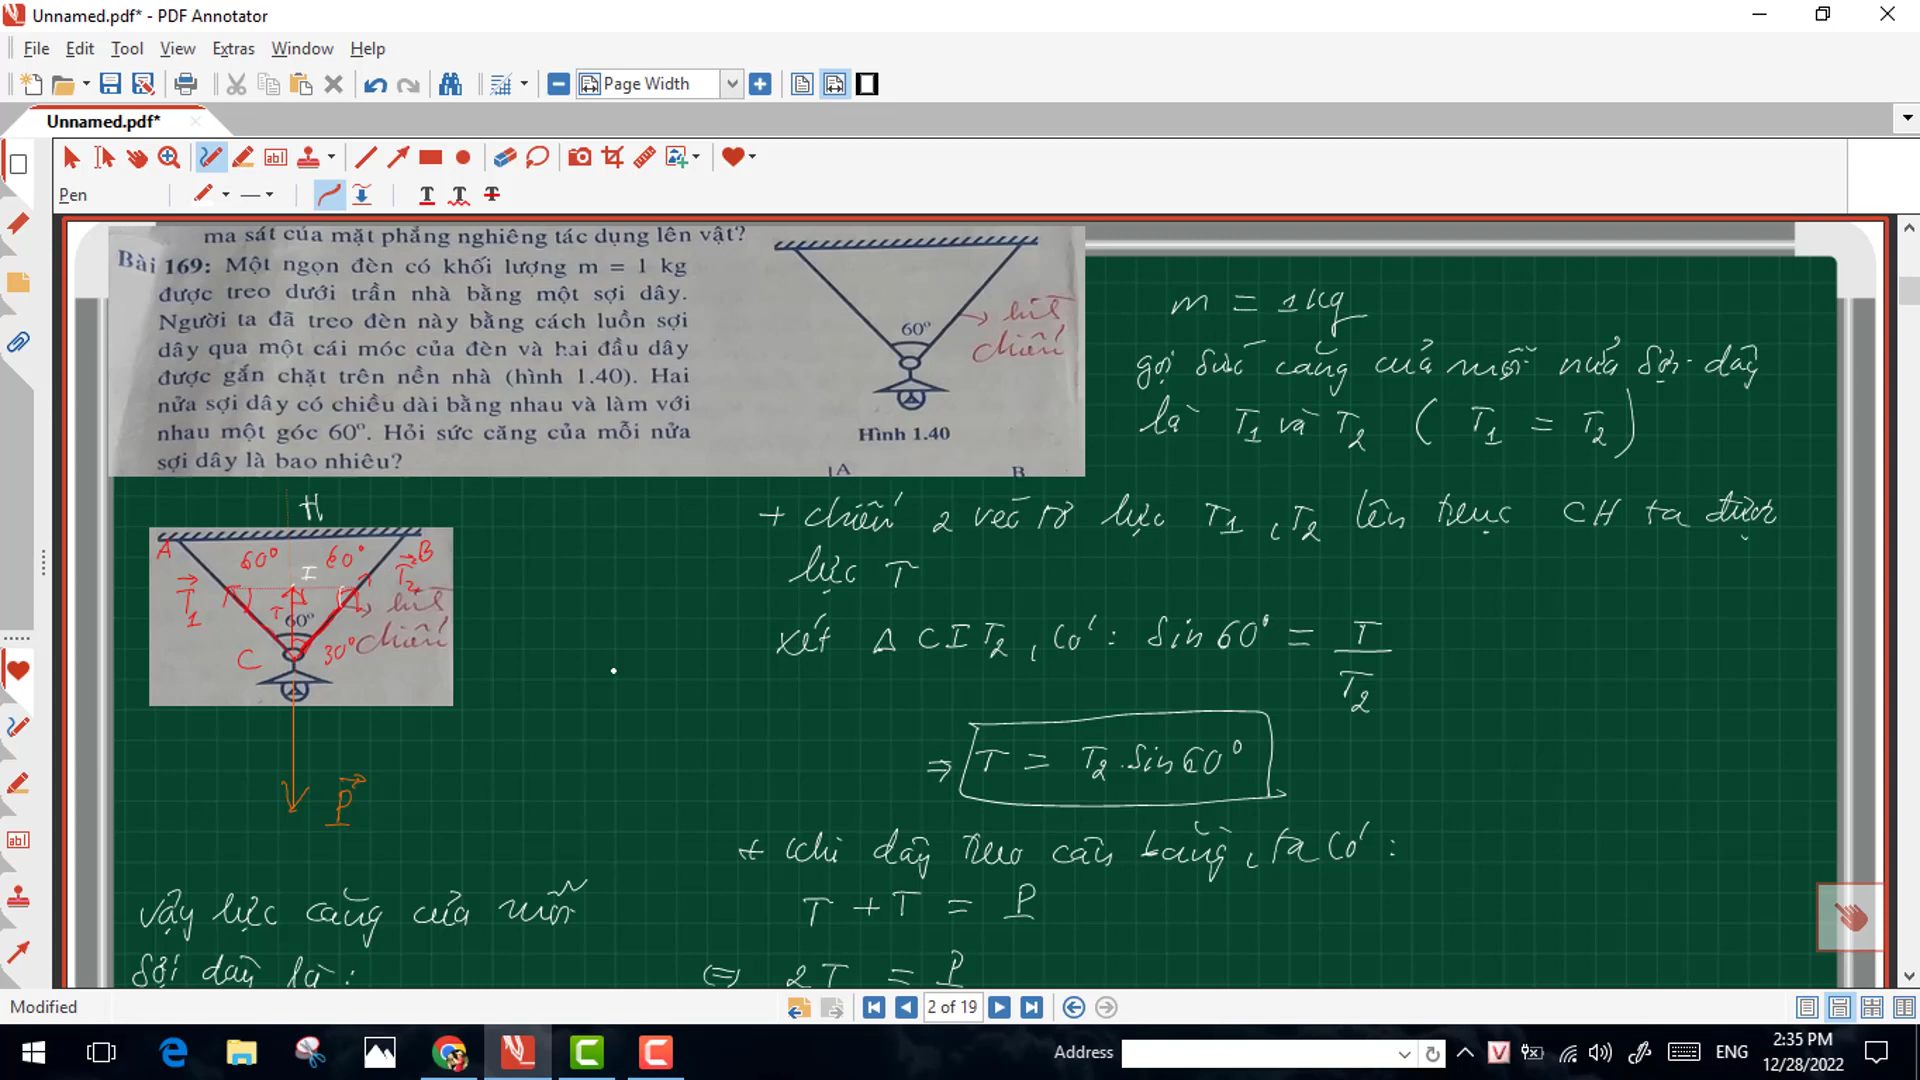 Unnamed.pdf* - PDF Annotator
File Edit Tool View Extras Window Help
Page Width
Unnamed.pdf*
Pen
ma sát của mặt phẳng nghiêng tác dụng lên vật?
Bài 169: Một ngọn đèn có khối lượng m = 1 kg
được treo dưới trần nhà bằng một sợi dây.
Người ta đã treo đèn này bằng cách luồn sợi
dây qua một cái móc của đèn và hai đầu dây
được gắn chặt trên nền nhà (hình 1.40). Hai
nửa sợi dây có chiều dài bằng nhau và làm với
nhau một góc 60°. Hỏi sức căng của mỗi nửa
sợi dây là bao nhiêu?
60°
Hình 1.40
A B
m = 1kg
gọi sức căng của mỗi nửa sợi dây
là T1 và T2 ( T1 = T2 )
H
A 60° 60° B
I
T1 T T2
60°
C 30°
P
+ chiếu 2 véc tơ lực T1, T2 lên trục CH ta được
lực T
xét Δ CIT2, có: sin60° = T / T2
⇒ T = T2.sin60°
+ khi dây treo cân bằng, ta có:
T + T = P
⇔ 2T = P
vậy lực căng của mỗi
sợi dây là:
Modified
2 of 19
Address
ENG
2:35 PM
12/28/2022